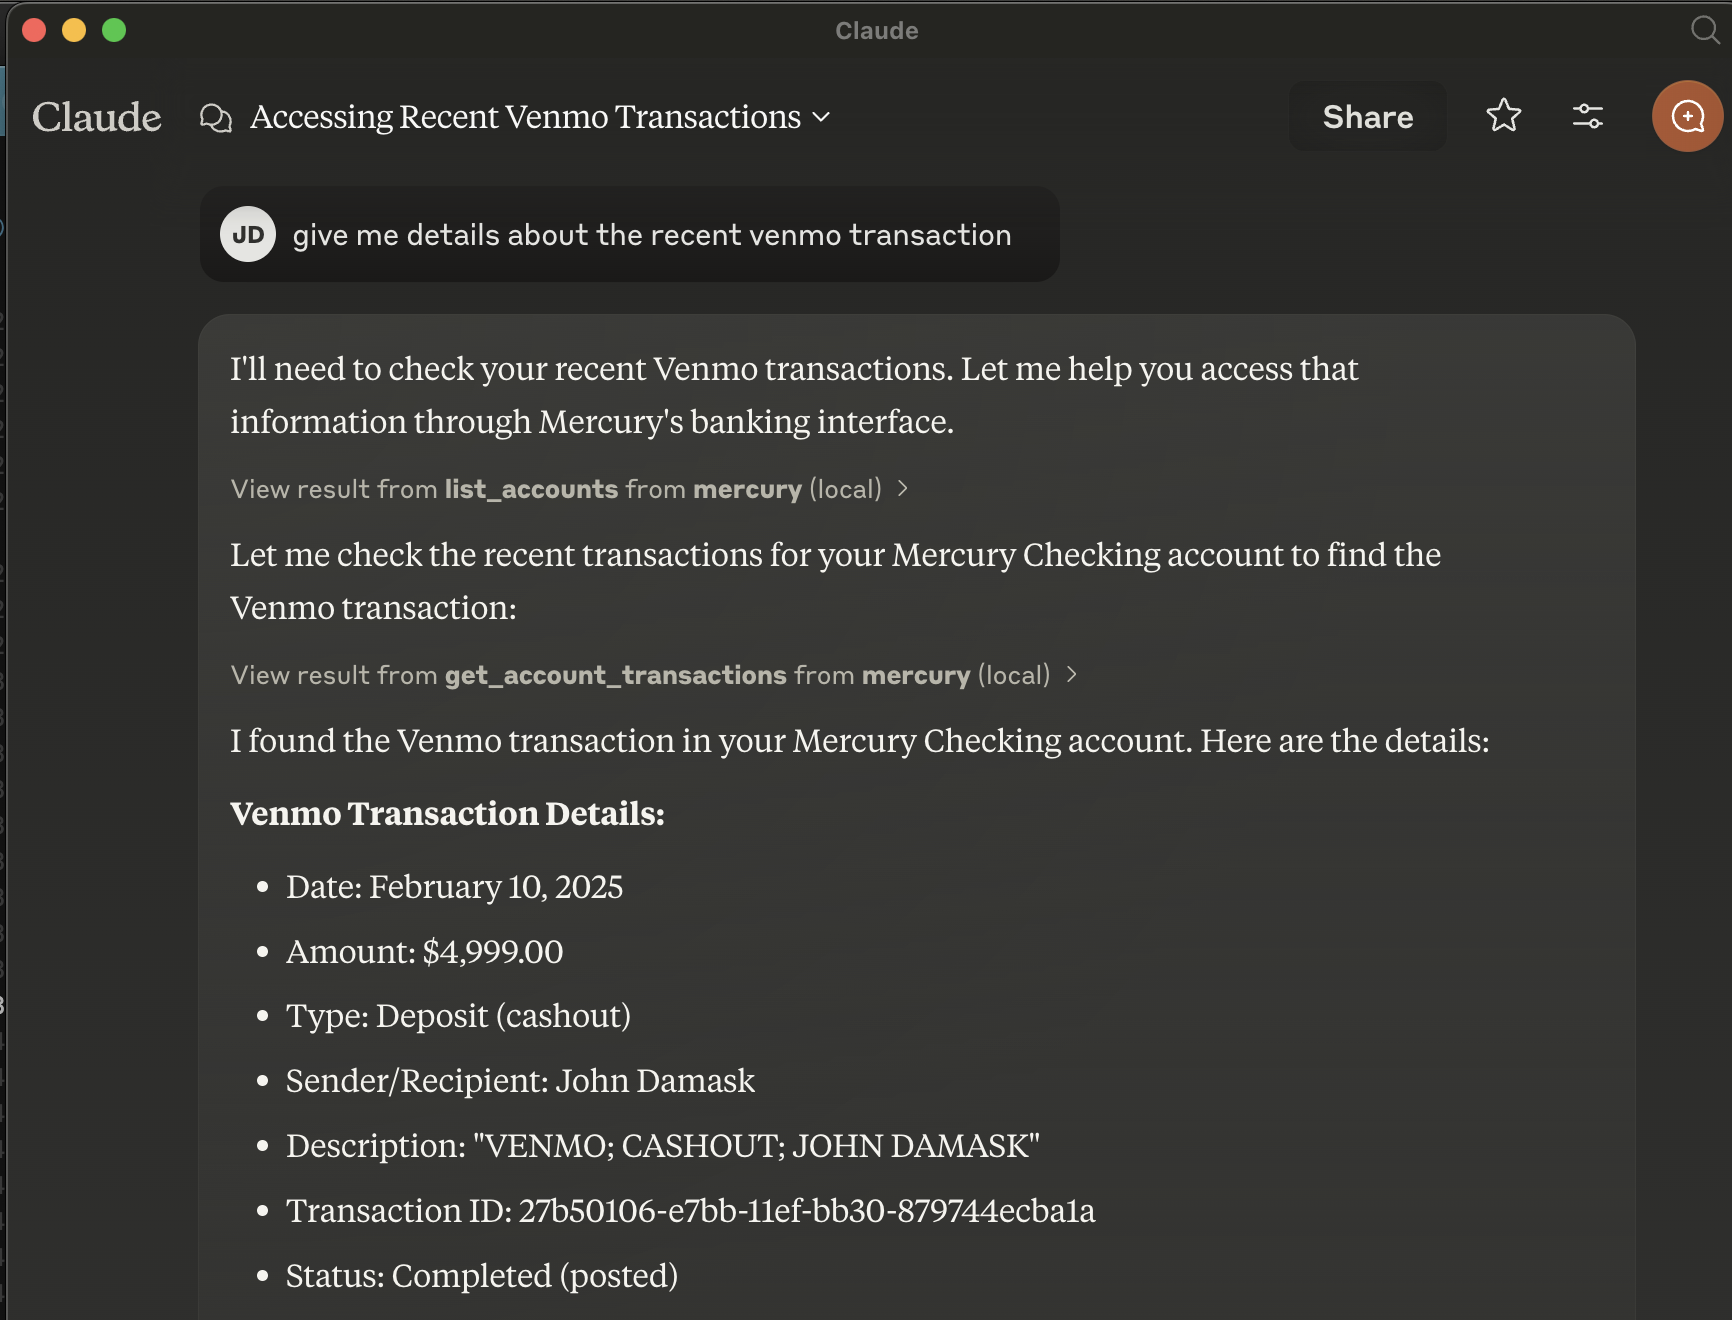 Claude
Claude
Accessing Recent Venmo Transactions
Share
JD
give me details about the recent venmo transaction
I'll need to check your recent Venmo transactions. Let me help you access that
information through Mercury's banking interface.
View result from list_accounts from mercury (local)
Let me check the recent transactions for your Mercury Checking account to find the
Venmo transaction:
View result from get_account_transactions from mercury (local)
I found the Venmo transaction in your Mercury Checking account. Here are the details:
Venmo Transaction Details:
• Date: February 10, 2025
• Amount: $4,999.00
• Type: Deposit (cashout)
• Sender/Recipient: John Damask
• Description: "VENMO; CASHOUT; JOHN DAMASK"
• Transaction ID: 27b50106-e7bb-11ef-bb30-879744ecba1a
• Status: Completed (posted)